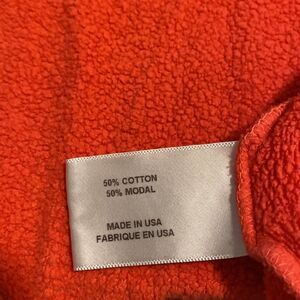 50% COTTON
50% MODAL
MADE IN USA
FABRIQUE EN USA